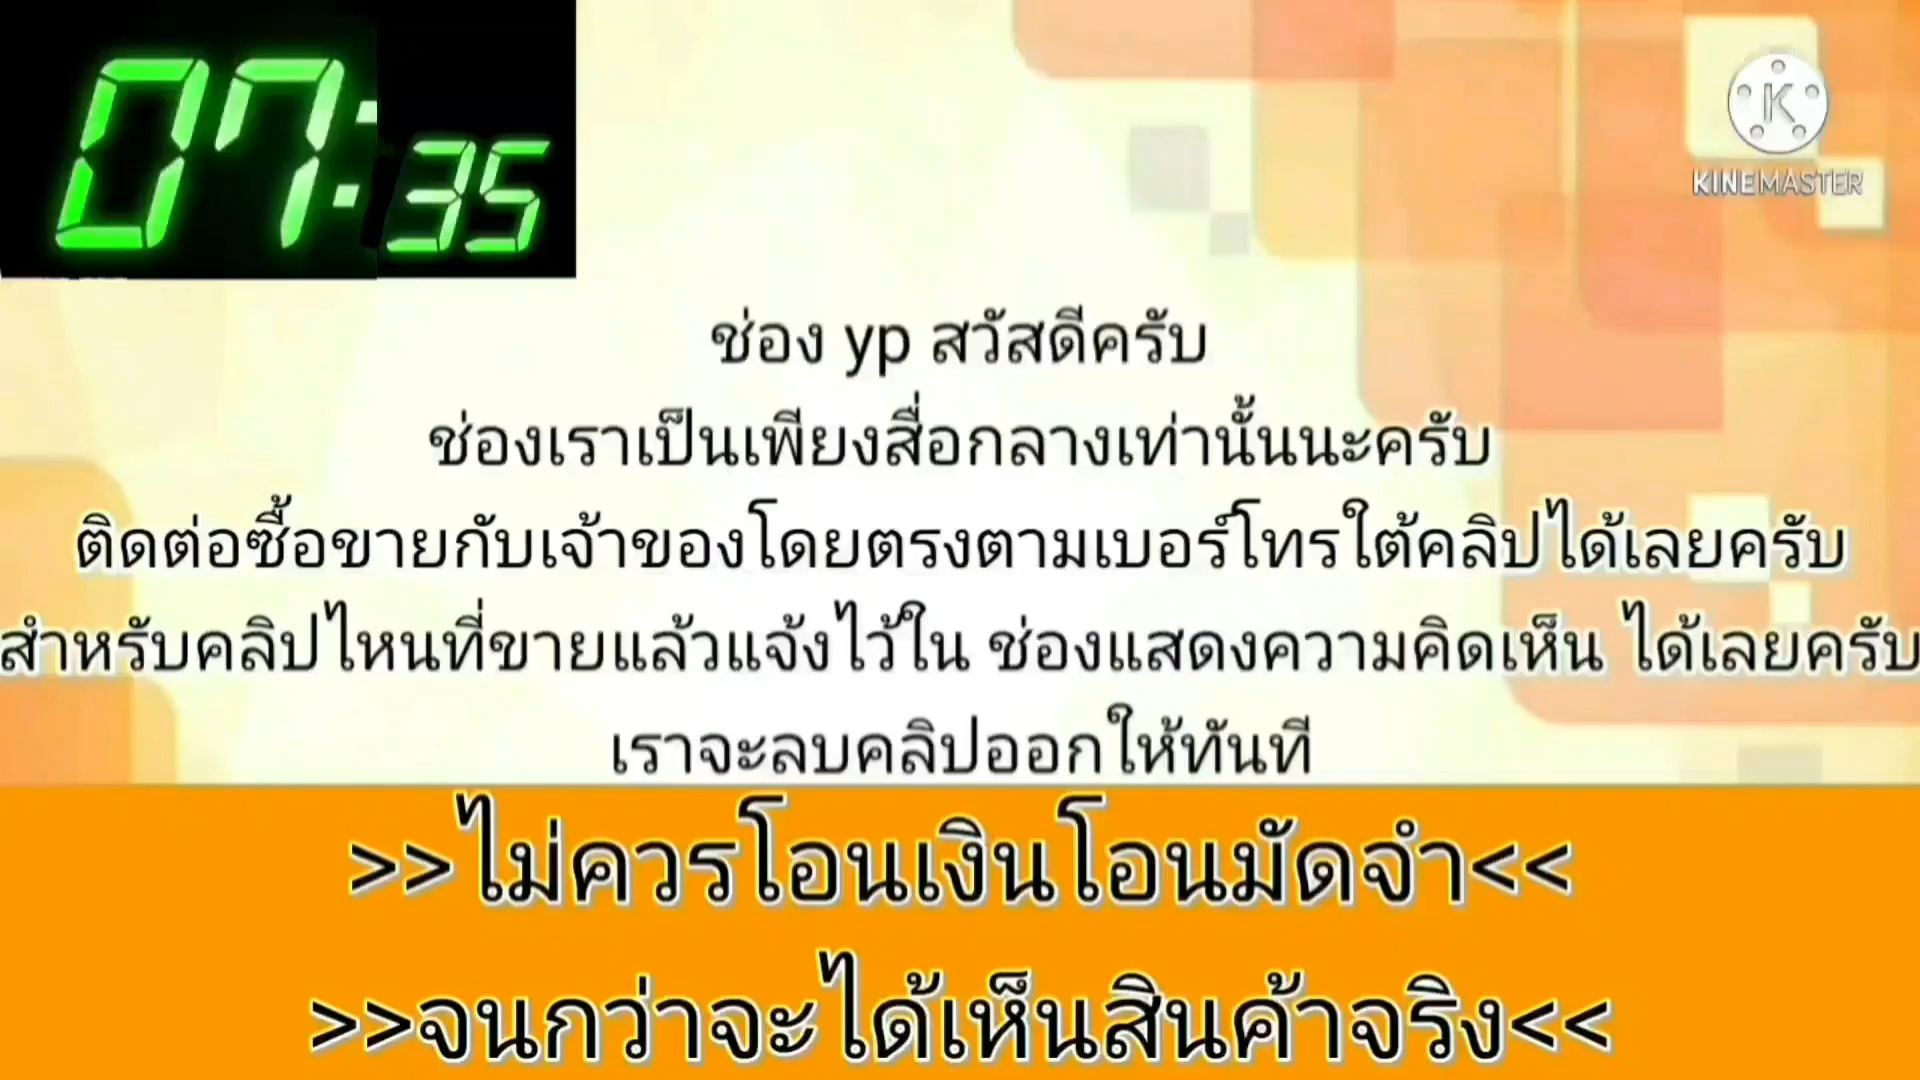 07:35
KINEMASTER
ช่อง yp สวัสดีครับ
ช่องเราเป็นเพียงสื่อกลางเท่านั้นนะครับ
ติดต่อซื้อขายกับเจ้าของโดยตรงตามเบอร์โทรใต้คลิปได้เลยครับ
สำหรับคลิปไหนที่ขายแล้วแจ้งไว้ใน ช่องแสดงความคิดเห็น ได้เลยครับ
เราจะลบคลิปออกให้ทันที
>>ไม่ควรโอนเงินโอนมัดจำ<<
>>จนกว่าจะได้เห็นสินค้าจริง<<